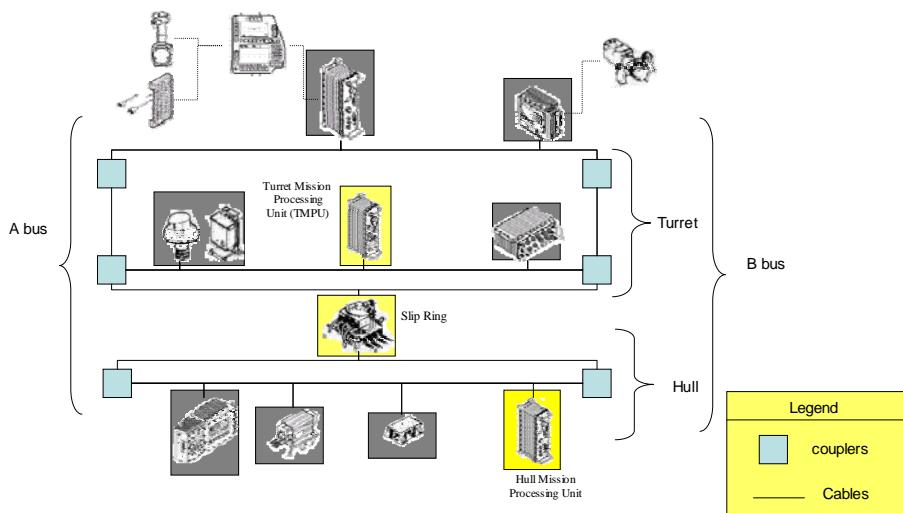 Turret Mission
Processing
Unit (TMPU)
Turret
A bus
B bus
Slip Ring
Hull
Legend
couplers
Hull Mission
Processing Unit
Cables